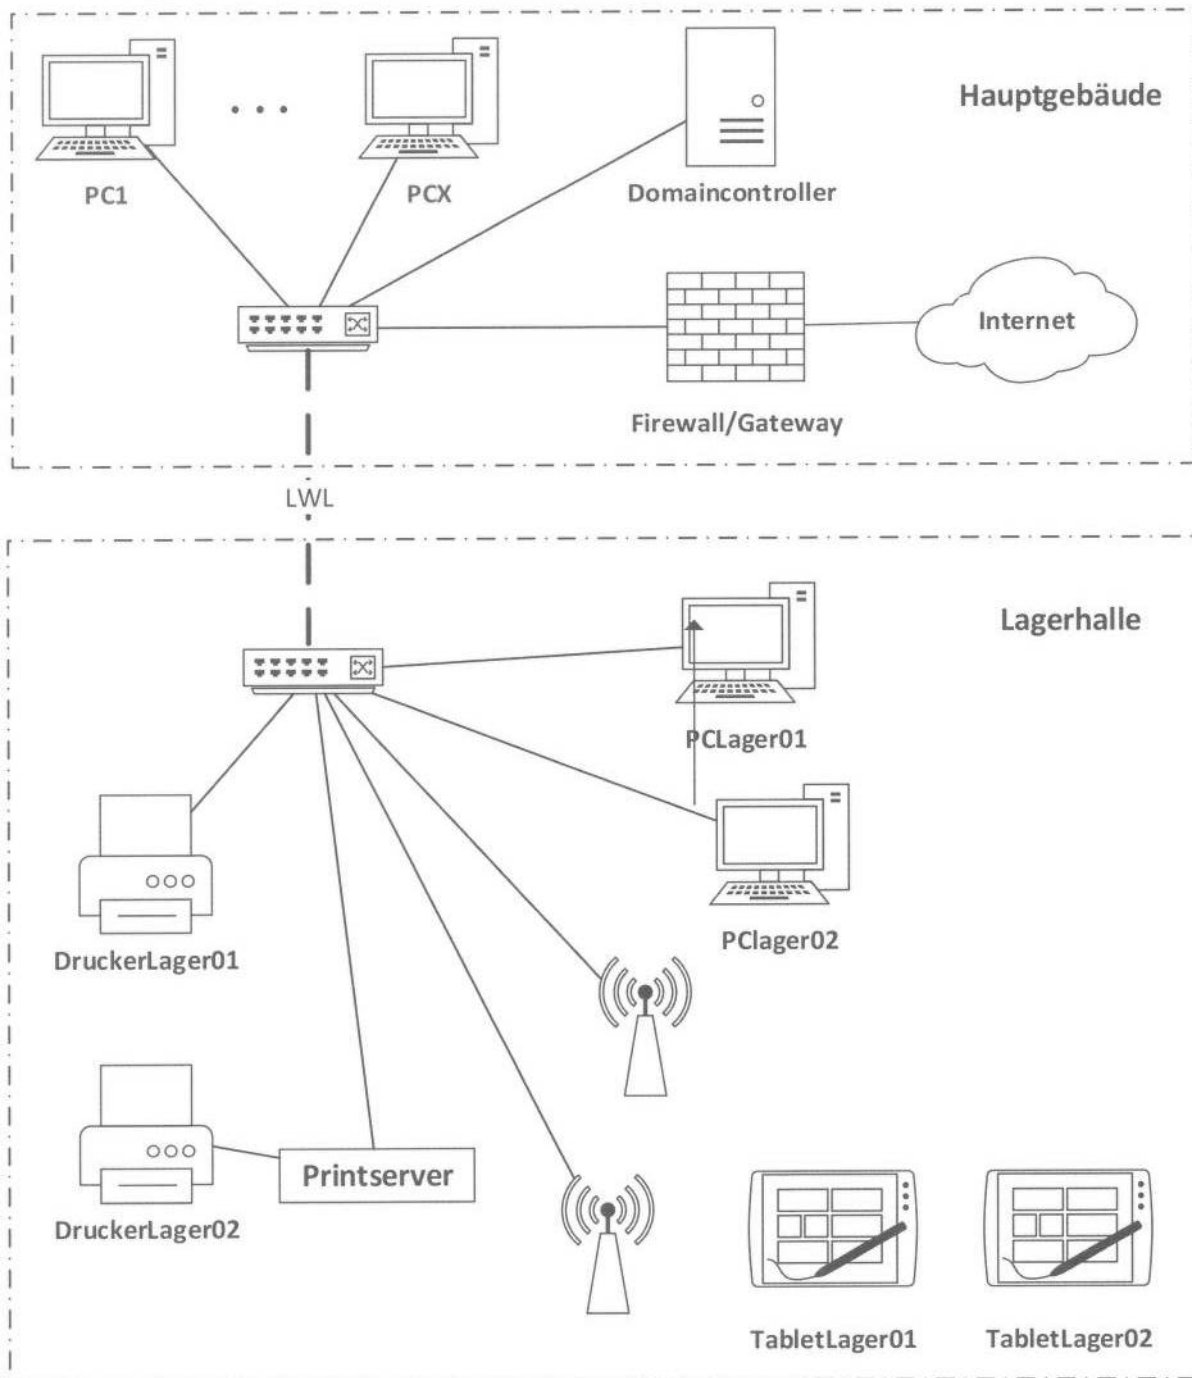 Hauptgebäude
PC1
. . .
PCX
Domaincontroller
Internet
Firewall/Gateway
LWL
Lagerhalle
PCLager01
PClager02
DruckerLager01
Printserver
DruckerLager02
TabletLager01
TabletLager02